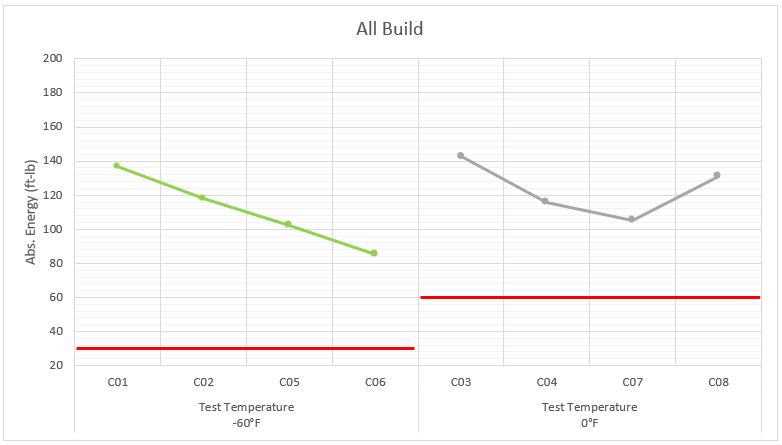 All Build
Abs. Energy (ft-lb)
200
180
160
140
120
100
80
60
40
20
C01 C02 C05 C06 C03 C04 C07 C08
Test Temperature Test Temperature
-60°F 0°F